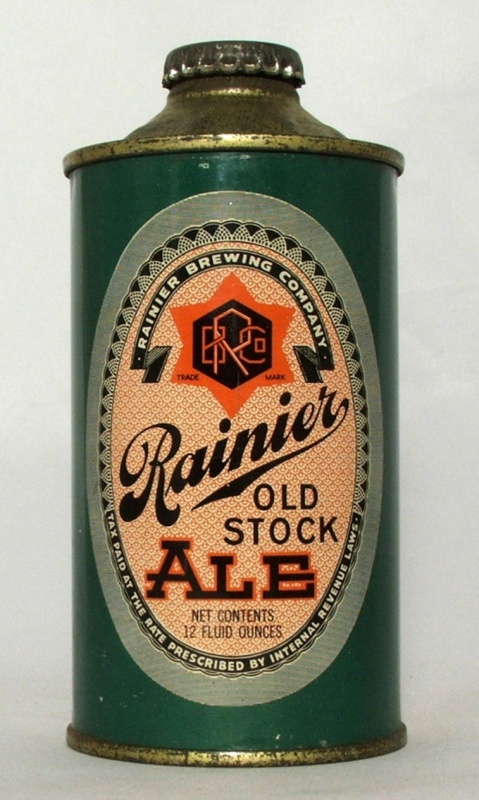 RAINIER BREWING COMPANY
RBCo
TRADE MARK
Rainier
OLD
STOCK
ALE
NET CONTENTS
12 FLUID OUNCES
TAX PAID AT THE RATE PRESCRIBED BY INTERNAL REVENUE LAWS